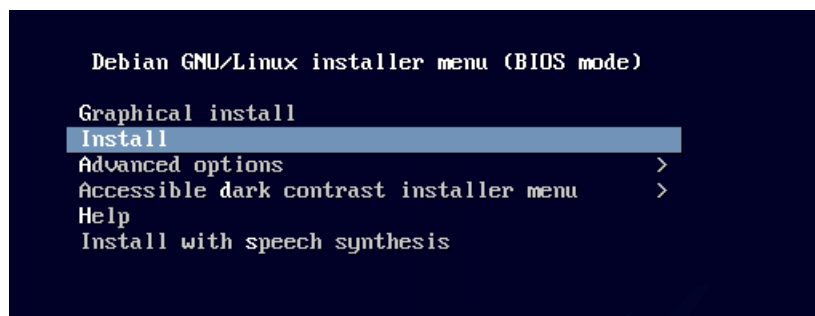 Debian GNU/Linux installer menu (BIOS mode)
Graphical install
Install
Advanced options >
Accessible dark contrast installer menu >
Help
Install with speech synthesis